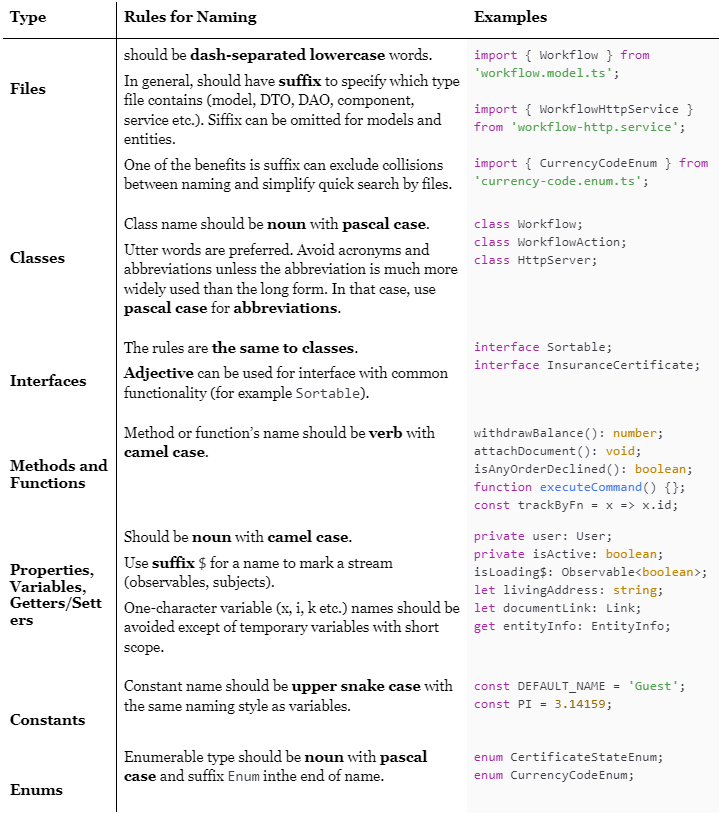 Type
Rules for Naming
Examples
Files
should be dash-separated lowercase words.
In general, should have suffix to specify which type
file contains (model, DTO, DAO, component,
service etc.). Siffix can be omitted for models and
entities.
One of the benefits is suffix can exclude collisions
between naming and simplify quick search by files.
import { Workflow } from
'workflow.model.ts';
import { WorkflowHttpService }
from 'workflow-http.service';
import { CurrencyCodeEnum } from
'currency-code.enum.ts';
Classes
Class name should be noun with pascal case.
Utter words are preferred. Avoid acronyms and
abbreviations unless the abbreviation is much more
widely used than the long form. In that case, use
pascal case for abbreviations.
class Workflow;
class WorkflowAction;
class HttpServer;
Interfaces
The rules are the same to classes.
Adjective can be used for interface with common
functionality (for example Sortable).
interface Sortable;
interface InsuranceCertificate;
Methods and
Functions
Method or function's name should be verb with
camel case.
withdrawBalance(): number;
attachDocument(): void;
isAnyOrderDeclined(): boolean;
function executeCommand() {};
const trackByFn = x => x.id;
Properties,
Variables,
Getters/Sett
ers
Should be noun with camel case.
Use suffix $ for a name to mark a stream
(observables, subjects).
One-character variable (x, i, k etc.) names should be
avoided except of temporary variables with short
scope.
private user: User;
private isActive: boolean;
isLoading$: Observable<boolean>;
let livingAddress: string;
let documentLink: Link;
get entityInfo: EntityInfo;
Constants
Constant name should be upper snake case with
the same naming style as variables.
const DEFAULT_NAME = 'Guest';
const PI = 3.14159;
Enums
Enumerable type should be noun with pascal
case and suffix Enum inthe end of name.
enum CertificateStateEnum;
enum CurrencyCodeEnum;